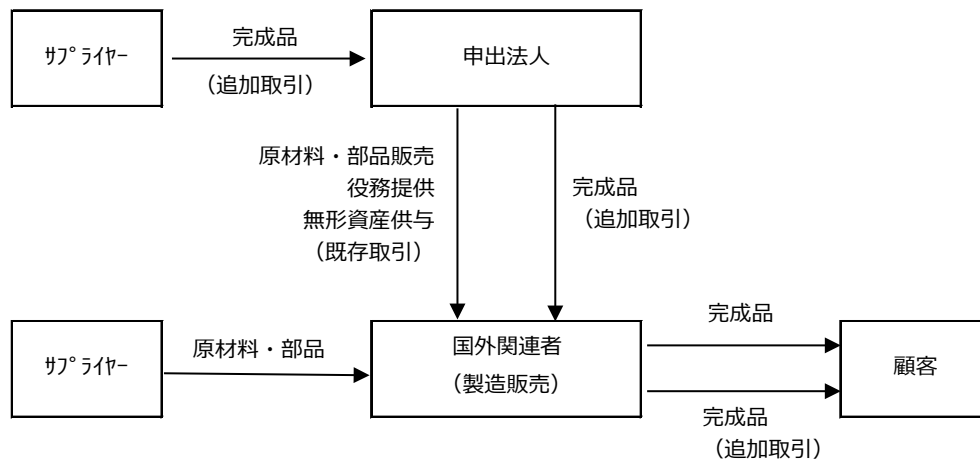 ｻﾌﾟﾗｲﾔｰ
完成品
（追加取引）
申出法人
原材料・部品販売
役務提供
無形資産供与
（既存取引）
完成品
（追加取引）
ｻﾌﾟﾗｲﾔｰ
原材料・部品
国外関連者
（製造販売）
完成品
完成品
（追加取引）
顧客